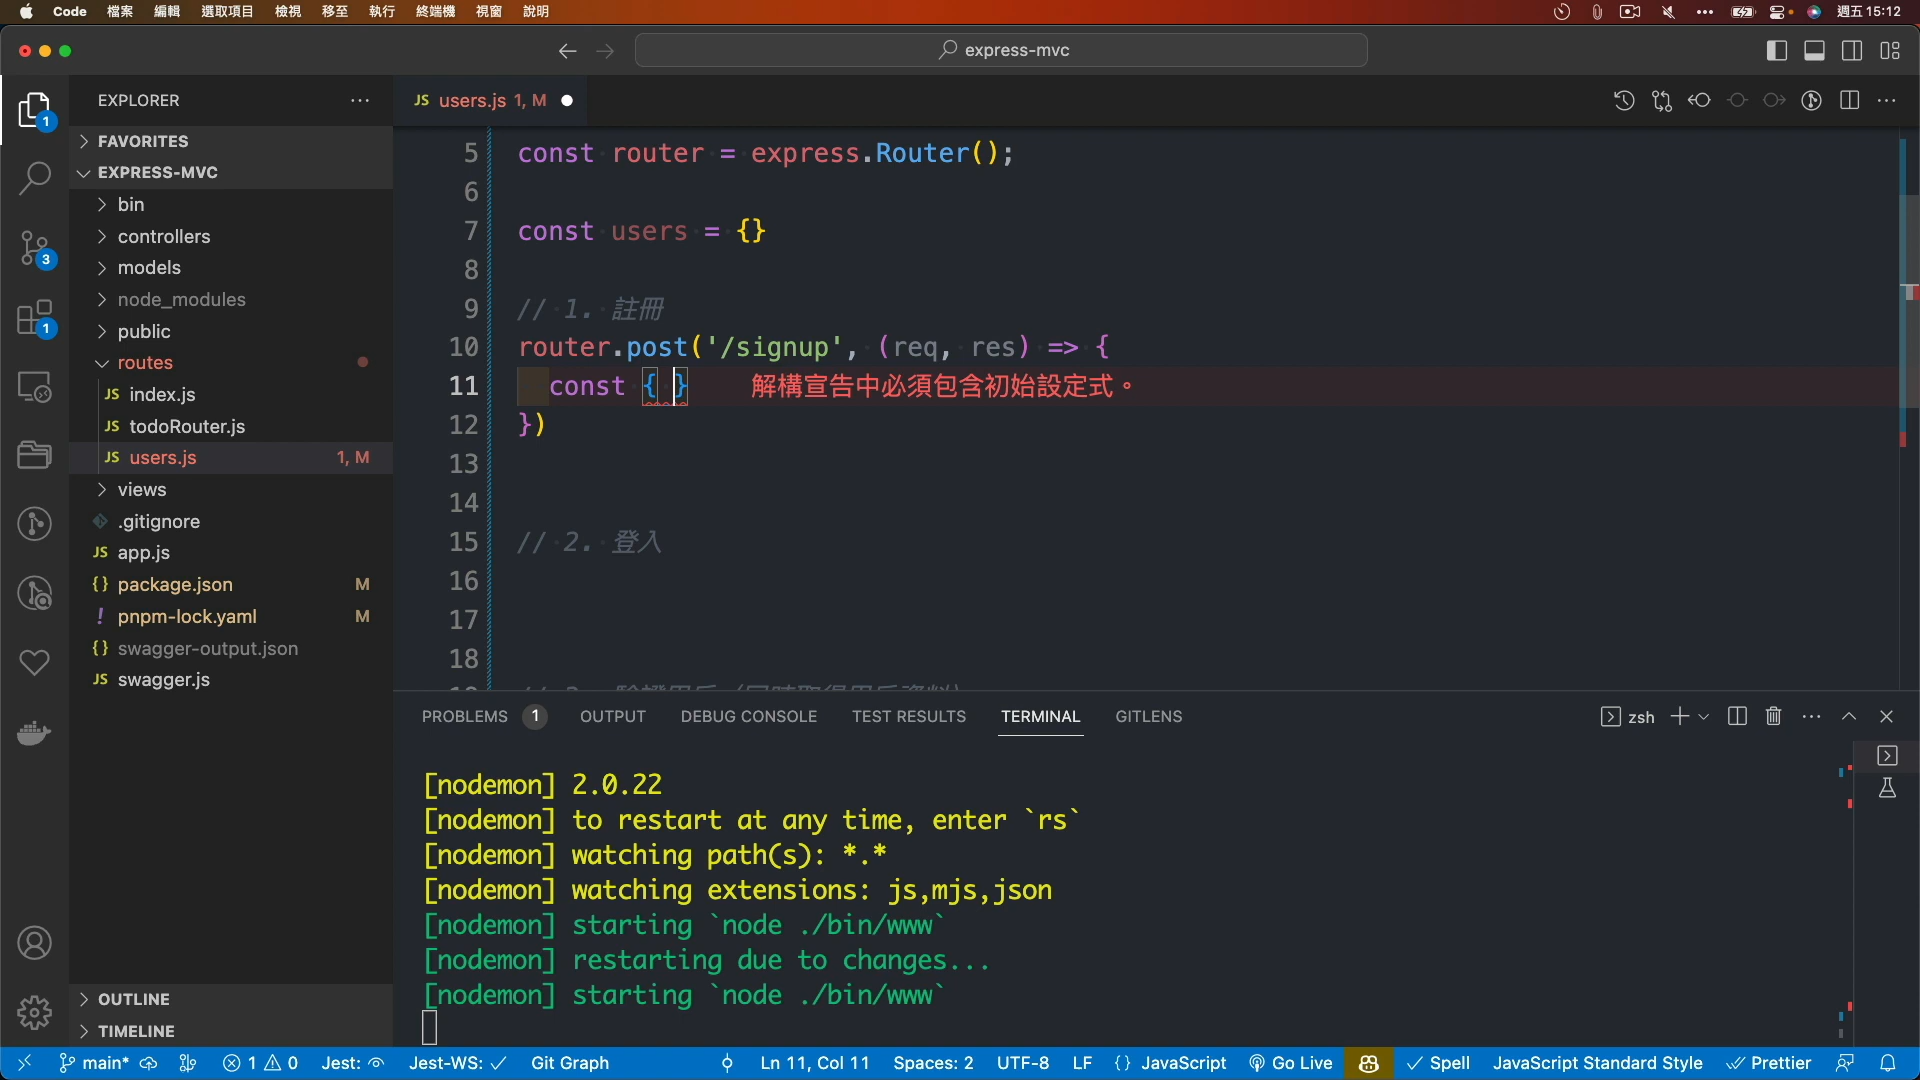 Code 檔案 編輯 選取項目 檢視 移至 執行 終端機 視窗 說明 週五 15:12
express-mvc
EXPLORER
JS users.js 1, M
FAVORITES
EXPRESS-MVC
bin
controllers
models
node_modules
public
routes
JS index.js
JS todoRouter.js
JS users.js 1, M
views
.gitignore
JS app.js
{} package.json M
! pnpm-lock.yaml M
{} swagger-output.json
JS swagger.js
OUTLINE
TIMELINE
1
3
1
5 const router = express.Router();
6
7 const users = {}
8
9 // 1. 註冊
10 router.post('/signup', (req, res) => {
11 const { } 解構宣告中必須包含初始設定式。
12 })
13
14
15 // 2. 登入
16
17
18
PROBLEMS 1 OUTPUT DEBUG CONSOLE TEST RESULTS TERMINAL GITLENS zsh
[nodemon] 2.0.22
[nodemon] to restart at any time, enter `rs`
[nodemon] watching path(s): *.*
[nodemon] watching extensions: js,mjs,json
[nodemon] starting `node ./bin/www`
[nodemon] restarting due to changes...
[nodemon] starting `node ./bin/www`
main* 1 0 Jest: Jest-WS: Git Graph Ln 11, Col 11 Spaces: 2 UTF-8 LF {} JavaScript Go Live Spell JavaScript Standard Style Prettier